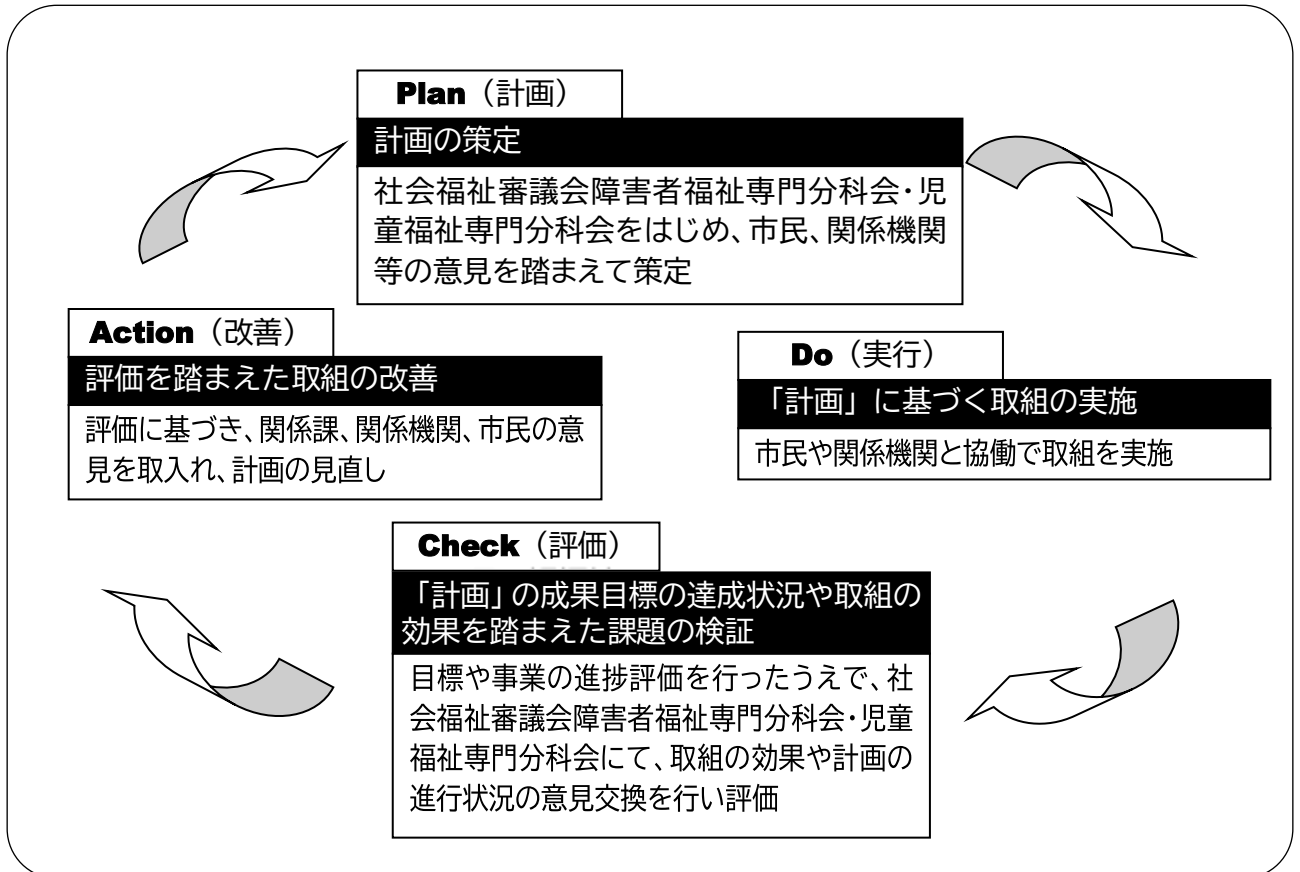 Plan（計画）
計画の策定
社会福祉審議会障害者福祉専門分科会・児
童福祉専門分科会をはじめ、市民、関係機関
等の意見を踏まえて策定
Action（改善）
評価を踏まえた取組の改善
評価に基づき、関係課、関係機関、市民の意
見を取入れ、計画の見直し
Do（実行）
「計画」に基づく取組の実施
市民や関係機関と協働で取組を実施
Check（評価）
「計画」の成果目標の達成状況や取組の
効果を踏まえた課題の検証
目標や事業の進捗評価を行ったうえで、社
会福祉審議会障害者福祉専門分科会・児童
福祉専門分科会にて、取組の効果や計画の
進行状況の意見交換を行い評価